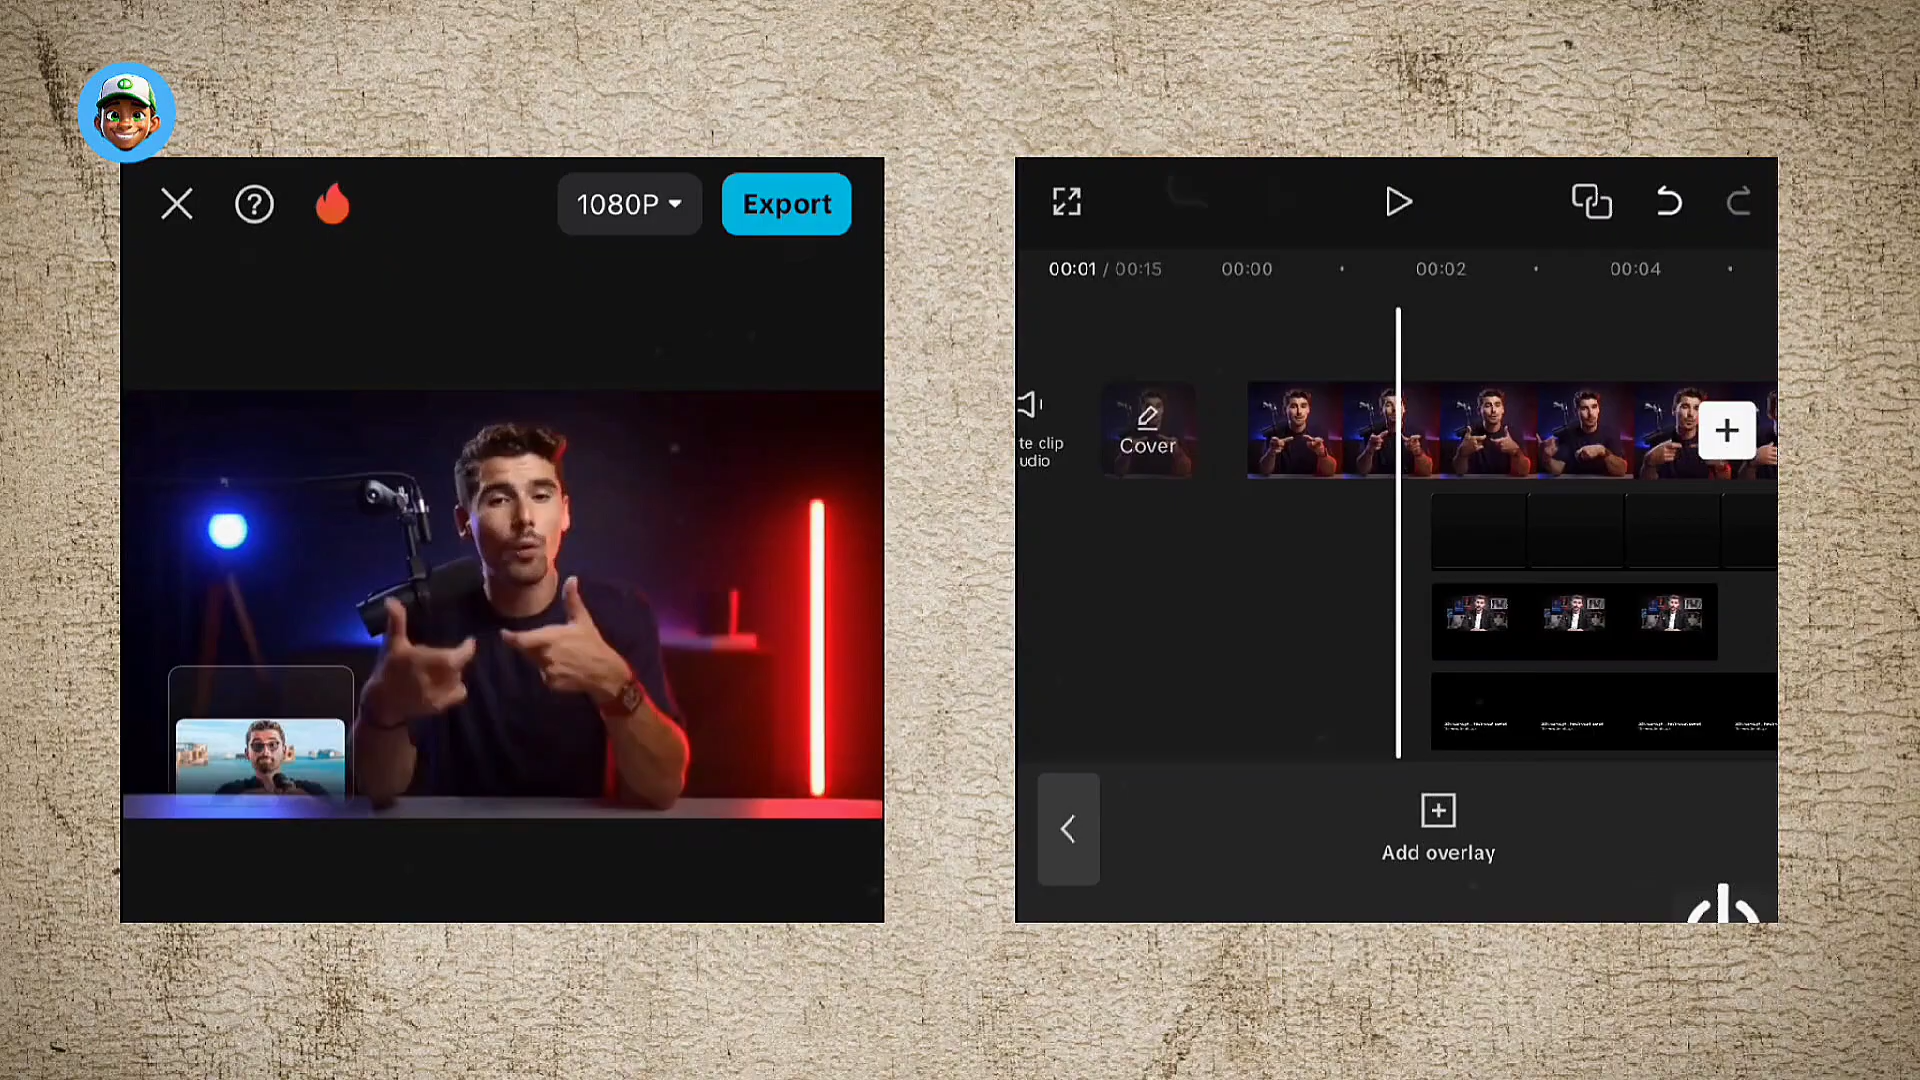 1080P
Export
00:01 / 00:15
00:00
00:02
00:04
te clip
udio
Cover
Add overlay